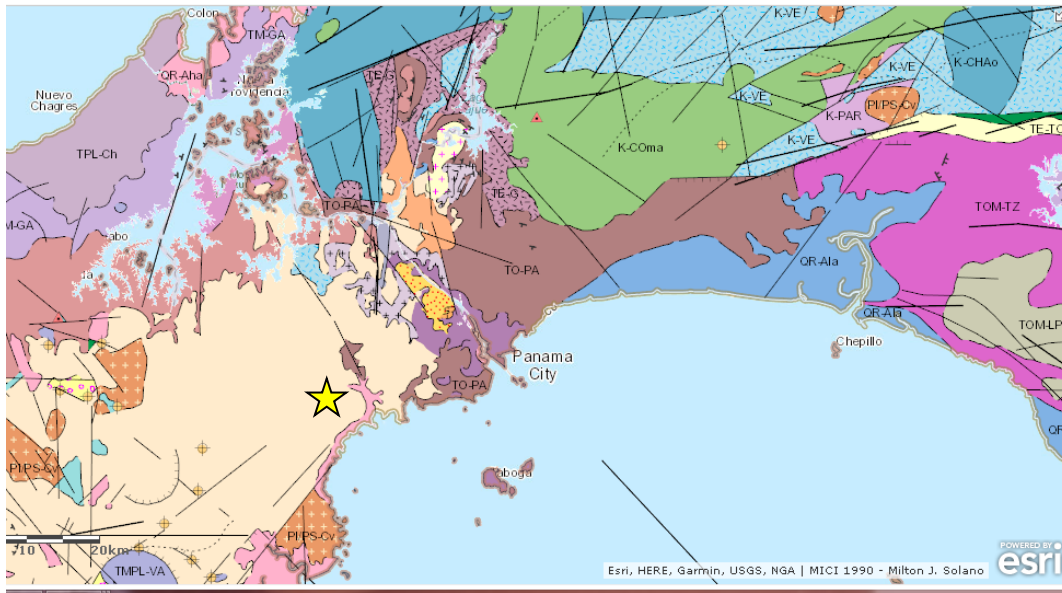 Colon
TM-GA
K-VE
K-VE
K-CHAo
QR-Aha
TE-G
Nuevo
Chagres
K-VE
PI/PS-Cv
K-PAR
K-VE
TE-TO
K-COma
TPL-Ch
TE-G
TO-PA
TOM-TZ
TO-PA
QR-Ala
QR-Ala
TOM-LP
Chepillo
Panama
City
TO-PA
PI/PS-Cv
PI/PS-Cv
20km
TMPL-VA
POWERED BY
esri
Esri, HERE, Garmin, USGS, NGA | MICI 1990 - Milton J. Solano